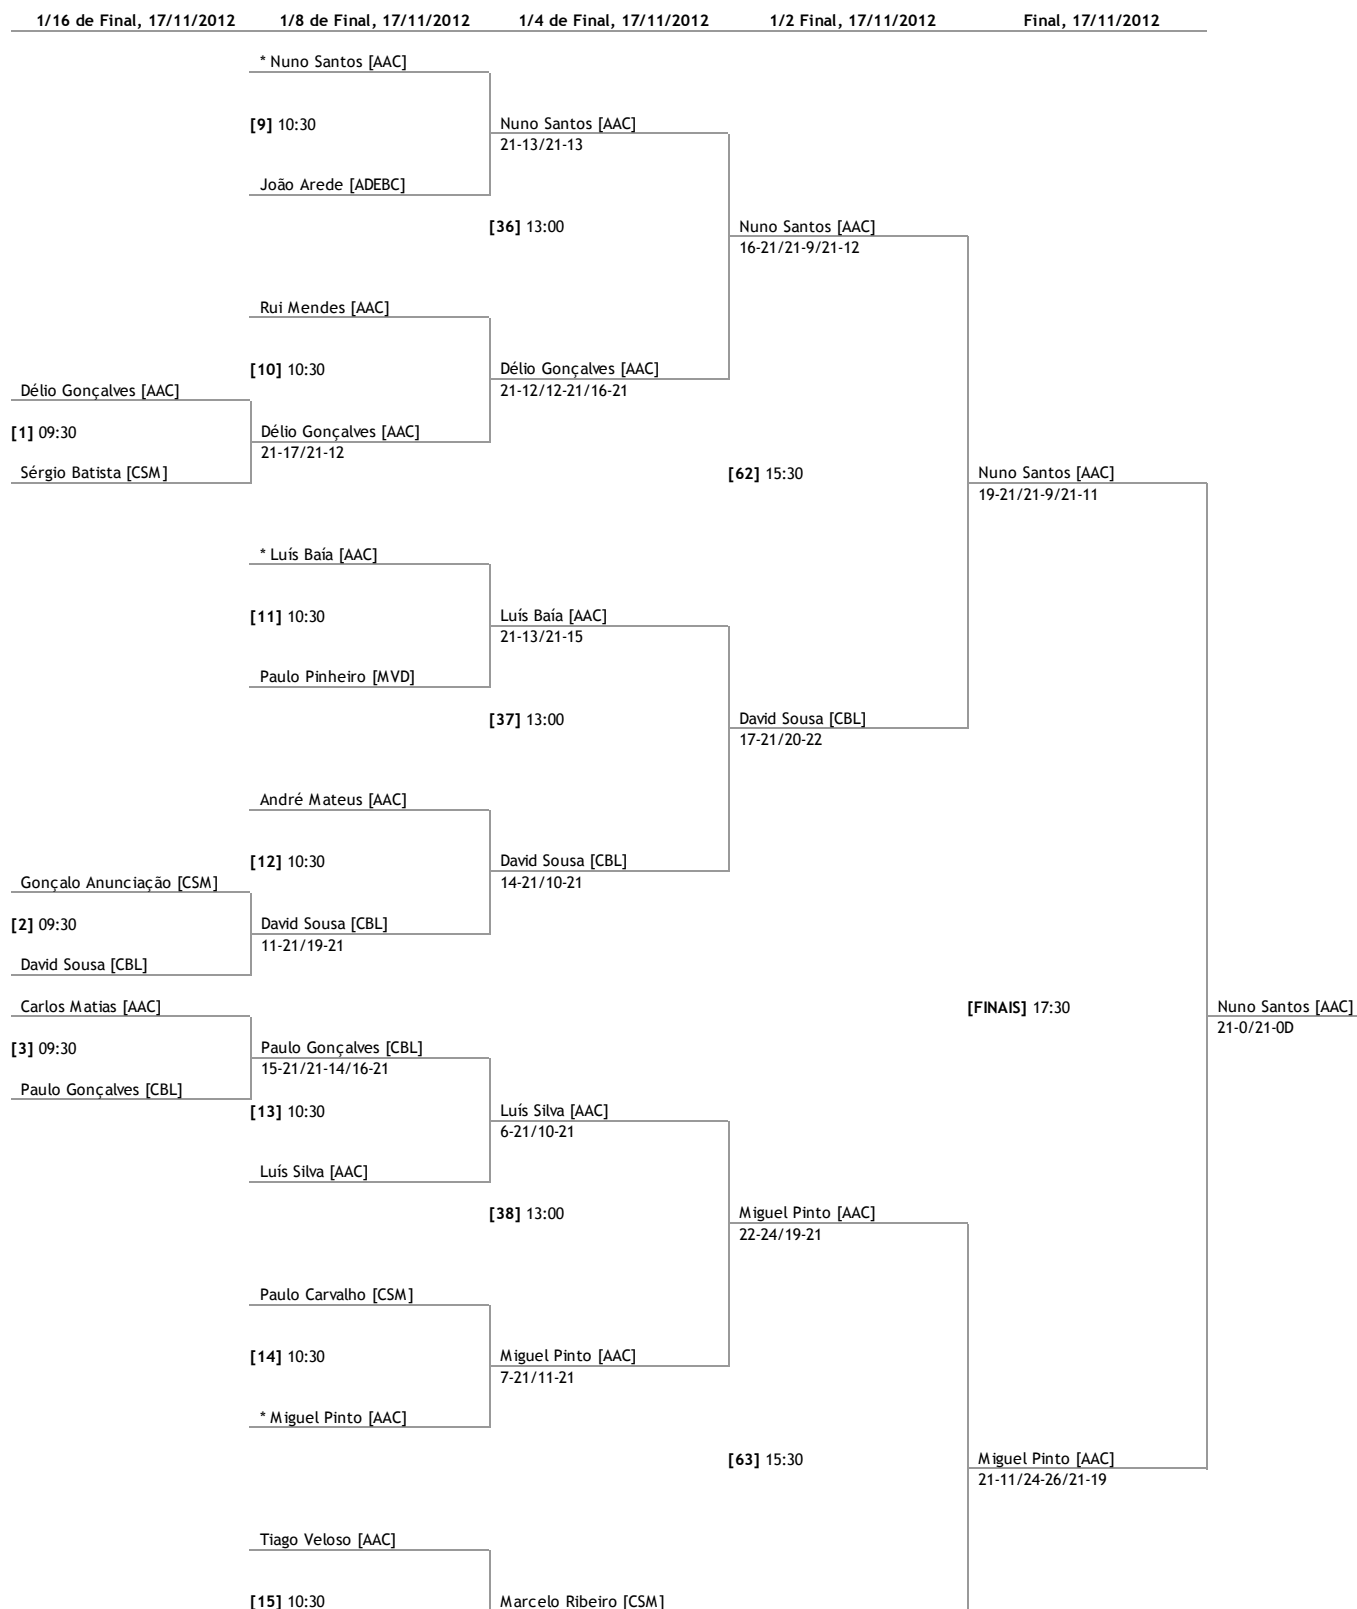 1/16 de Final, 17/11/2012 1/8 de Final, 17/11/2012 1/4 de Final, 17/11/2012 1/2 Final, 17/11/2012 Final, 17/11/2012
* Nuno Santos [AAC]
[9] 10:30 Nuno Santos [AAC]
21-13/21-13
João Arede [ADEBC]
[36] 13:00 Nuno Santos [AAC]
16-21/21-9/21-12
Rui Mendes [AAC]
[10] 10:30 Délio Gonçalves [AAC]
Délio Gonçalves [AAC] 21-12/12-21/16-21
[1] 09:30 Délio Gonçalves [AAC]
21-17/21-12
Sérgio Batista [CSM] [62] 15:30 Nuno Santos [AAC]
19-21/21-9/21-11
* Luís Baía [AAC]
[11] 10:30 Luís Baía [AAC]
21-13/21-15
Paulo Pinheiro [MVD]
[37] 13:00 David Sousa [CBL]
17-21/20-22
André Mateus [AAC]
[12] 10:30 David Sousa [CBL]
Gonçalo Anunciação [CSM] 14-21/10-21
[2] 09:30 David Sousa [CBL]
11-21/19-21
David Sousa [CBL]
Carlos Matias [AAC] [FINAIS] 17:30 Nuno Santos [AAC]
21-0/21-0D
[3] 09:30 Paulo Gonçalves [CBL]
15-21/21-14/16-21
Paulo Gonçalves [CBL]
[13] 10:30 Luís Silva [AAC]
6-21/10-21
Luís Silva [AAC]
[38] 13:00 Miguel Pinto [AAC]
22-24/19-21
Paulo Carvalho [CSM]
[14] 10:30 Miguel Pinto [AAC]
7-21/11-21
* Miguel Pinto [AAC]
[63] 15:30 Miguel Pinto [AAC]
21-11/24-26/21-19
Tiago Veloso [AAC]
[15] 10:30 Marcelo Ribeiro [CSM]